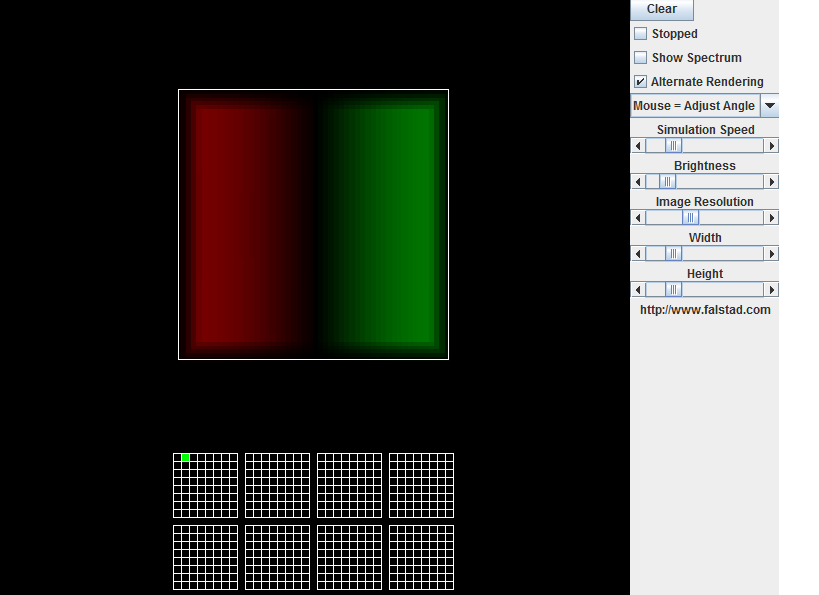 Clear
Stopped
Show Spectrum
Alternate Rendering
Mouse = Adjust Angle
Simulation Speed
Brightness
Image Resolution
Width
Height
http://www.falstad.com